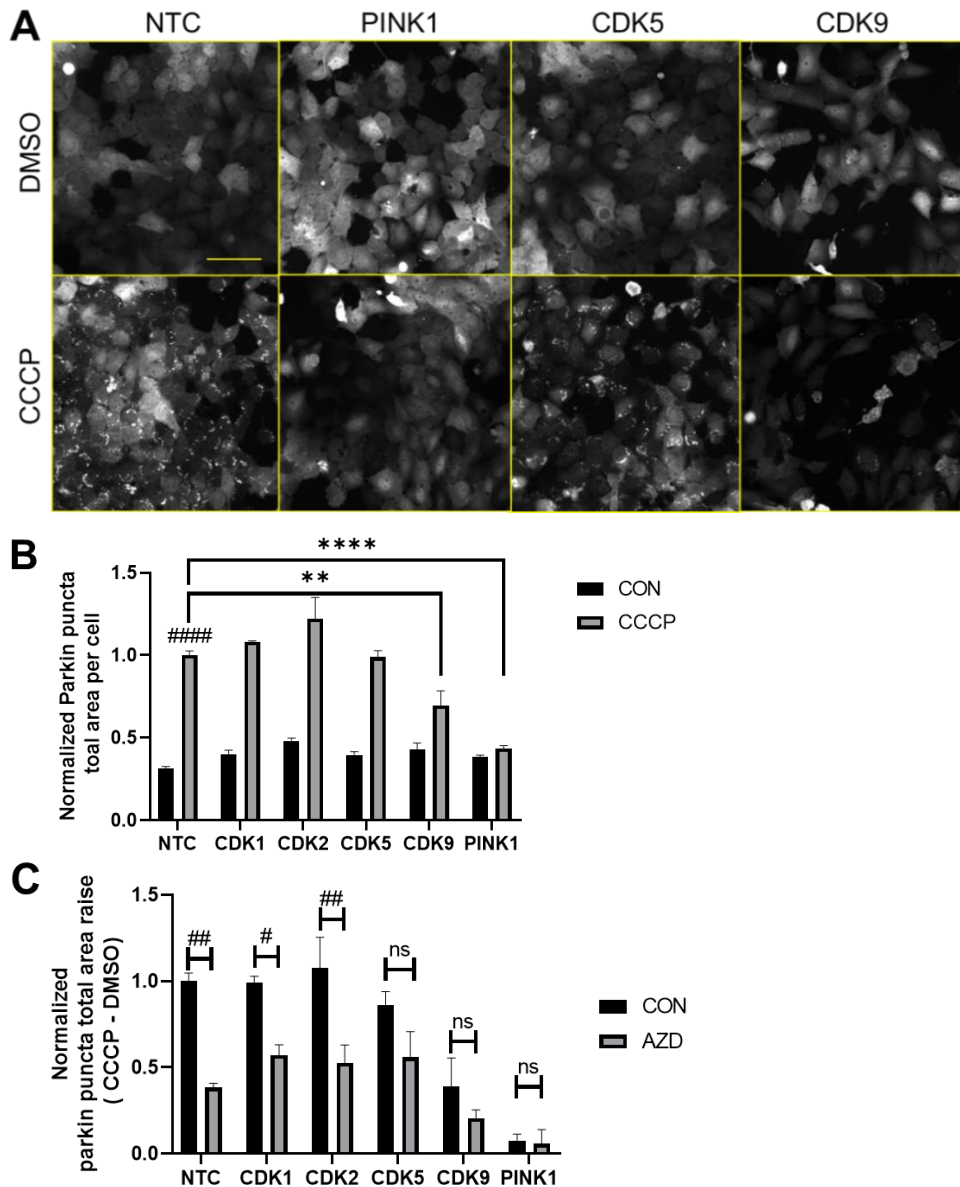 A
NTC PINK1 CDK5 CDK9
DMSO
CCCP
B
Normalized Parkin puncta
total area per cell
1.5
1.0
0.5
0.0
****
**
####
NTC CDK1 CDK2 CDK5 CDK9 PINK1
CON
CCCP
C
Normalized
parkin puncta total area raise
( CCCP - DMSO)
1.5
1.0
0.5
0.0
## # ## ns ns ns
NTC CDK1 CDK2 CDK5 CDK9 PINK1
CON
AZD